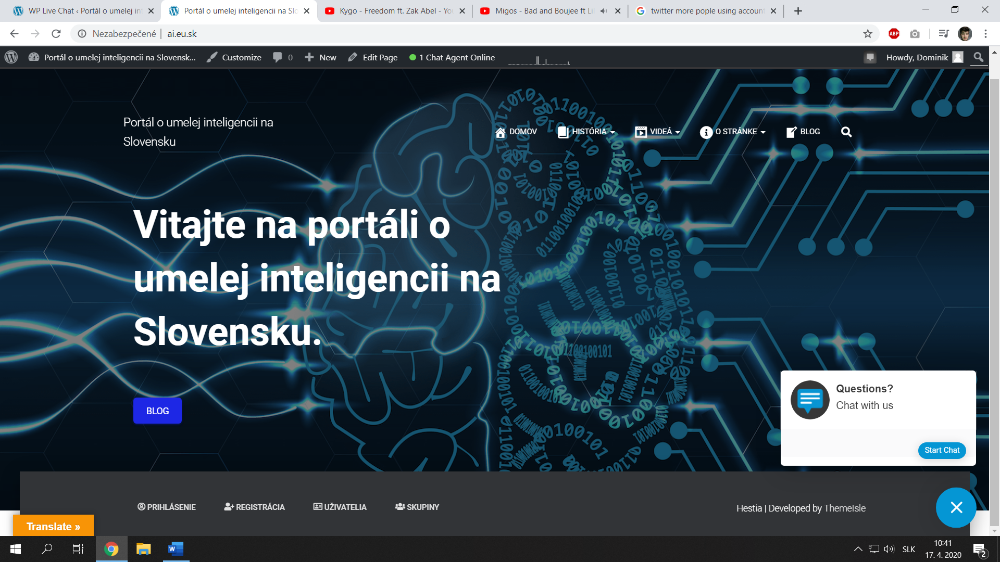 WP Live Chat ‹ Portál o umelej in
Portál o umelej inteligencii na Slo
Kygo - Freedom ft. Zak Abel - You
Migos - Bad and Boujee ft Lil
twitter more pople using account
Nezabezpečené
ai.eu.sk
ABP
Portál o umelej inteligencii na Slovensk...
Customize
0
New
Edit Page
1 Chat Agent Online
Howdy, Dominik
Portál o umelej inteligencii na
Slovensku
DOMOV
HISTÓRIA
VIDEÁ
O STRÁNKE
BLOG
Vitajte na portáli o
umelej inteligencii na
Slovensku.
BLOG
Questions?
Chat with us
Start Chat
PRIHLÁSENIE
REGISTRÁCIA
UŽIVATELIA
SKUPINY
Hestia | Developed by ThemeIsle
Translate »
SLK
10:41
17. 4. 2020
2